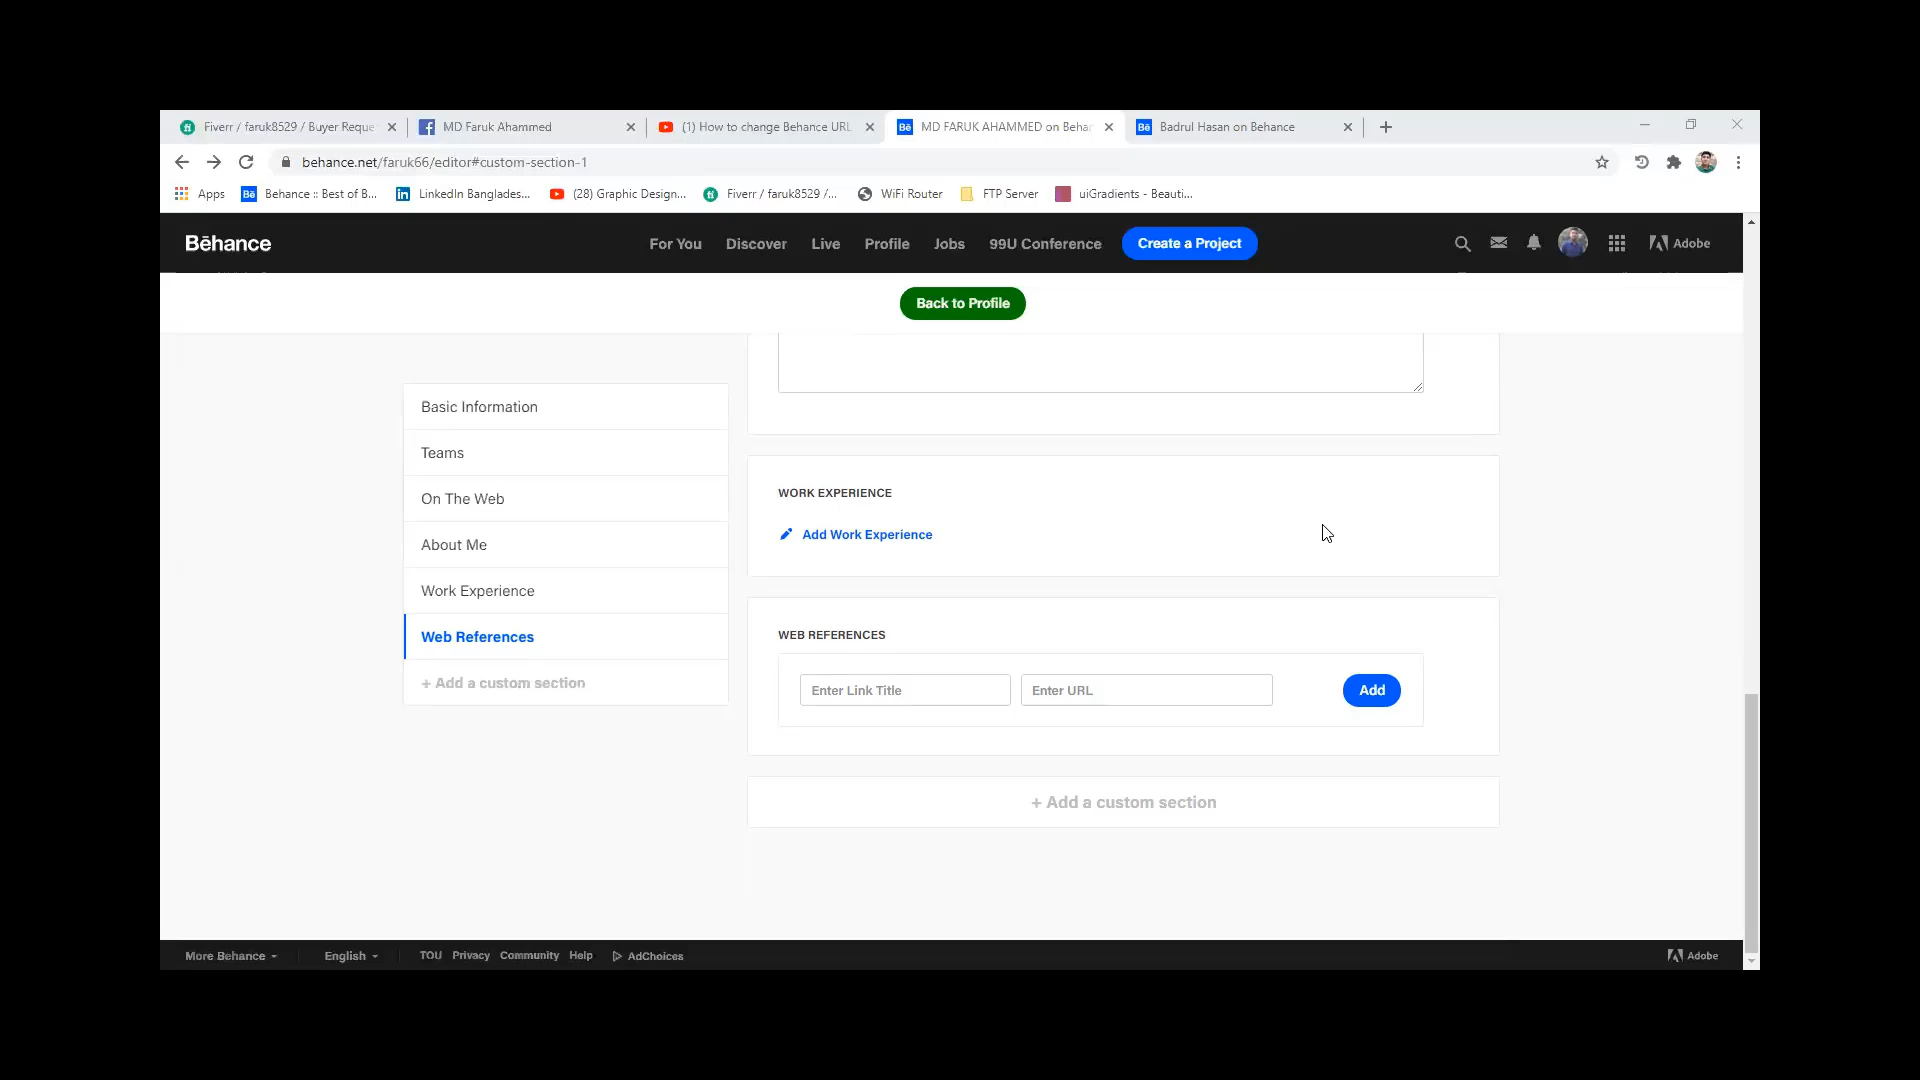 Fiverr / faruk8529 / Buyer Reque
MD Faruk Ahammed
(1) How to change Behance URL
MD FARUK AHAMMED on Behan
Badrul Hasan on Behance
behance.net/faruk66/editor#custom-section-1
Apps
Behance :: Best of B...
LinkedIn Banglades...
(28) Graphic Design...
Fiverr / faruk8529 /...
WiFi Router
FTP Server
uiGradients - Beauti...
Bēhance
For You
Discover
Live
Profile
Jobs
99U Conference
Create a Project
Adobe
Back to Profile
Basic Information
Teams
On The Web
About Me
Work Experience
Web References
+ Add a custom section
WORK EXPERIENCE
Add Work Experience
WEB REFERENCES
Enter Link Title
Enter URL
Add
+ Add a custom section
More Behance
English
TOU
Privacy
Community
Help
AdChoices
Adobe